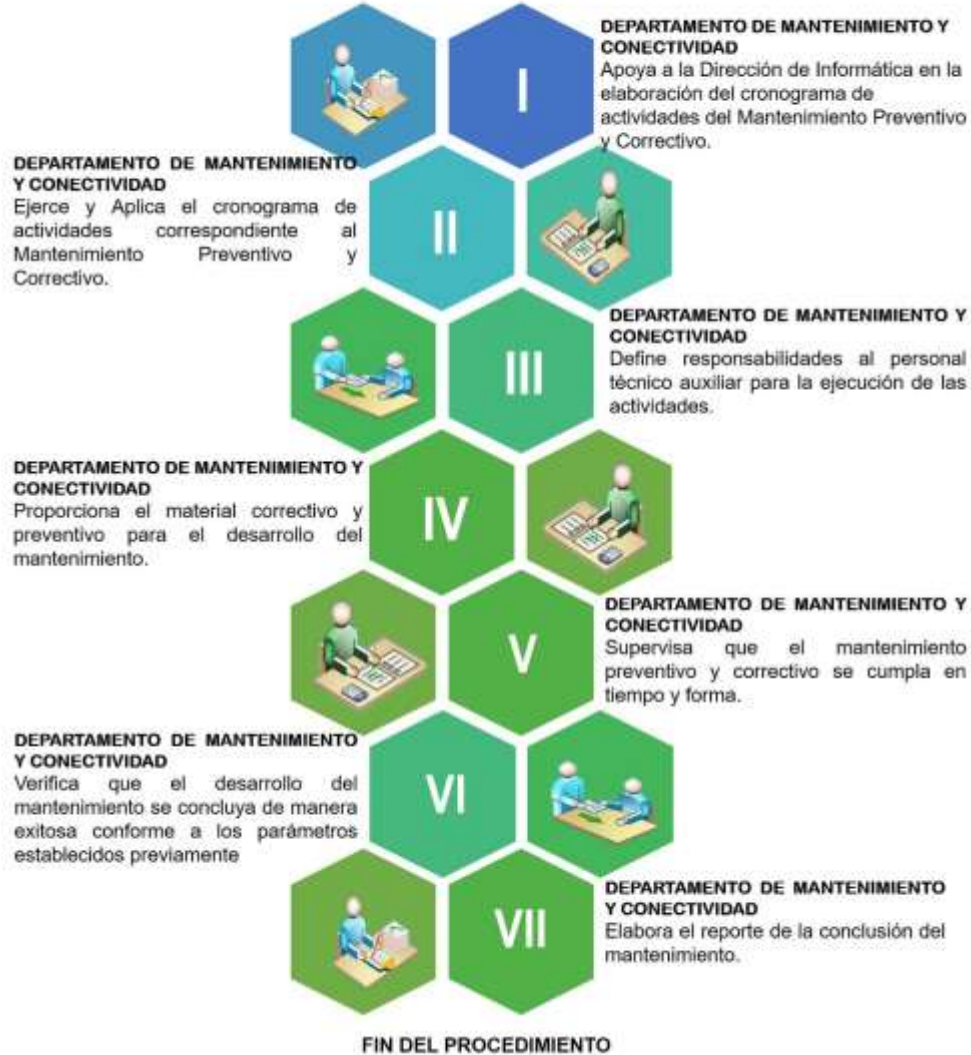 I
DEPARTAMENTO DE MANTENIMIENTO Y
CONECTIVIDAD
Apoya a la Dirección de Informática en la
elaboración del cronograma de
actividades del Mantenimiento Preventivo
y Correctivo.
DEPARTAMENTO DE MANTENIMIENTO
Y CONECTIVIDAD
Ejerce y Aplica el cronograma de
actividades correspondiente al
Mantenimiento Preventivo y
Correctivo.
II
III
DEPARTAMENTO DE MANTENIMIENTO Y
CONECTIVIDAD
Define responsabilidades al personal
técnico auxiliar para la ejecución de las
actividades.
DEPARTAMENTO DE MANTENIMIENTO Y
CONECTIVIDAD
Proporciona el material correctivo y
preventivo para el desarrollo del
mantenimiento.
IV
V
DEPARTAMENTO DE MANTENIMIENTO Y
CONECTIVIDAD
Supervisa que el mantenimiento
preventivo y correctivo se cumpla en
tiempo y forma.
DEPARTAMENTO DE MANTENIMIENTO
Y CONECTIVIDAD
Verifica que el desarrollo del
mantenimiento se concluya de manera
exitosa conforme a los parámetros
establecidos previamente
VI
VII
DEPARTAMENTO DE MANTENIMIENTO
Y CONECTIVIDAD
Elabora el reporte de la conclusión del
mantenimiento.
FIN DEL PROCEDIMIENTO